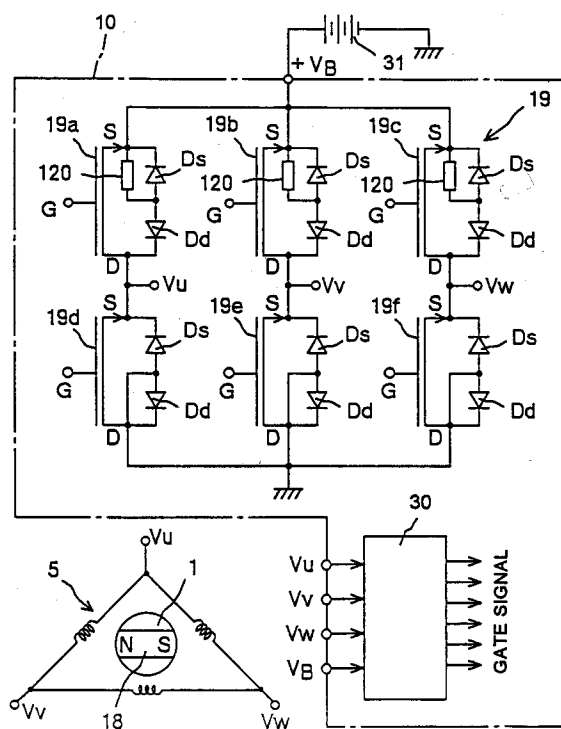 10
31
+ VB
19
19a
S
120
Ds
G
Dd
D
Vu
19b
S
120
Ds
G
Dd
D
Vv
19c
S
120
Ds
G
Dd
D
Vw
19d
S
Ds
G
Dd
D
19e
S
Ds
G
Dd
D
19f
S
Ds
G
Dd
D
Vu
5
1
N S
18
Vv
Vw
30
Vu
Vv
Vw
VB
GATE SIGNAL